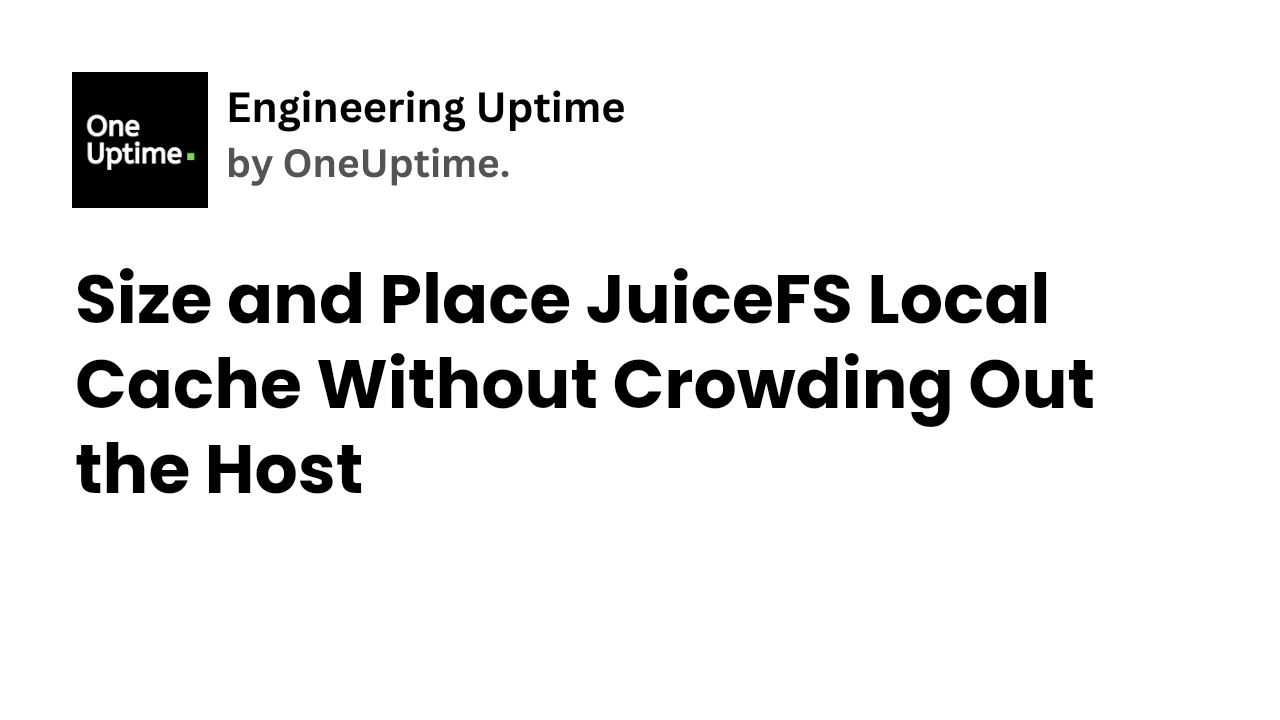 One
Uptime
Engineering Uptime
by OneUptime.
Size and Place JuiceFS Local
Cache Without Crowding Out
the Host